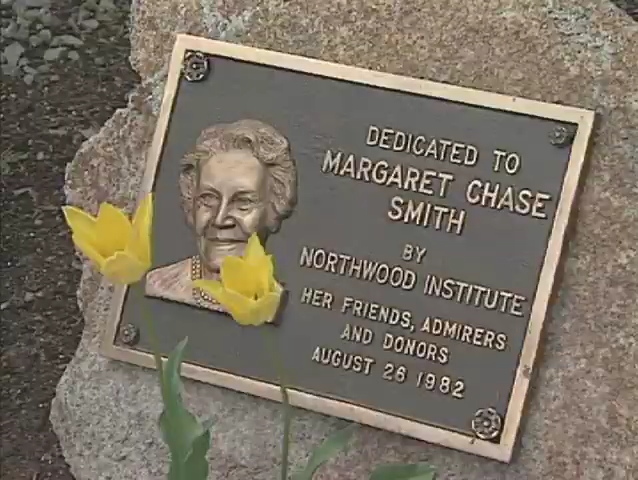 DEDICATED TO
MARGARET CHASE
SMITH
BY
NORTHWOOD INSTITUTE
HER FRIENDS, ADMIRERS
AND DONORS
AUGUST 26 1982